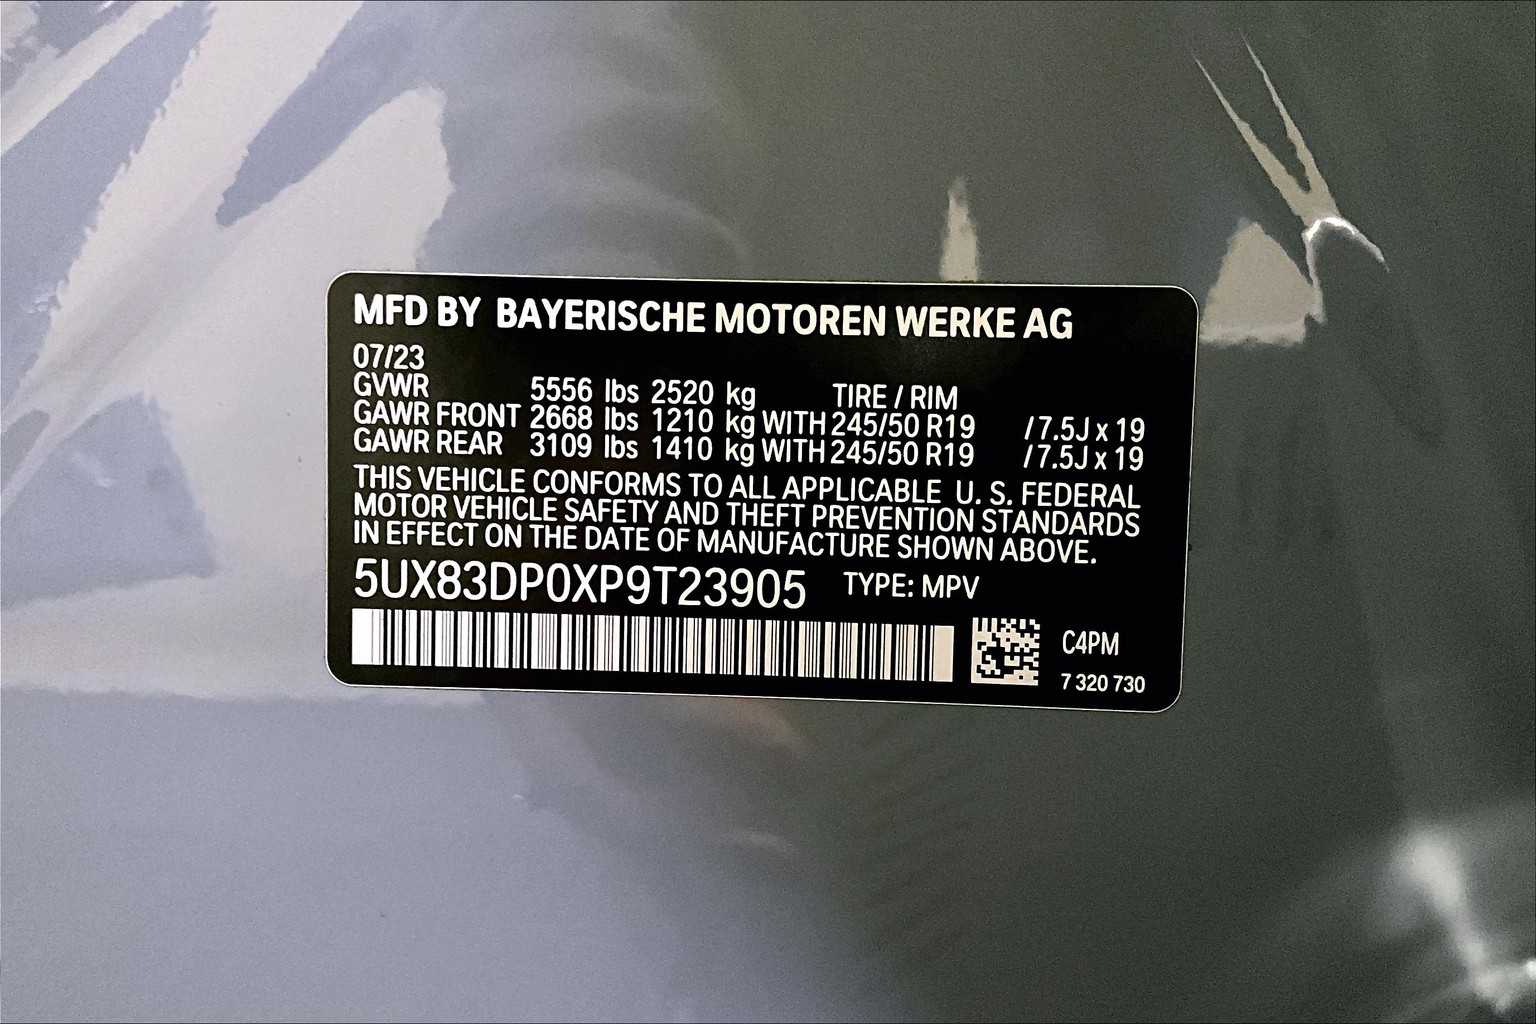 MFD BY BAYERISCHE MOTOREN WERKE AG
07/23
GVWR 5556 lbs 2520 kg TIRE / RIM
GAWR FRONT 2668 lbs 1210 kg WITH 245/50 R19 / 7.5J x 19
GAWR REAR 3109 lbs 1410 kg WITH 245/50 R19 / 7.5J x 19
THIS VEHICLE CONFORMS TO ALL APPLICABLE U. S. FEDERAL
MOTOR VEHICLE SAFETY AND THEFT PREVENTION STANDARDS
IN EFFECT ON THE DATE OF MANUFACTURE SHOWN ABOVE.
5UX83DP0XP9T23905 TYPE: MPV
C4PM
7 320 730